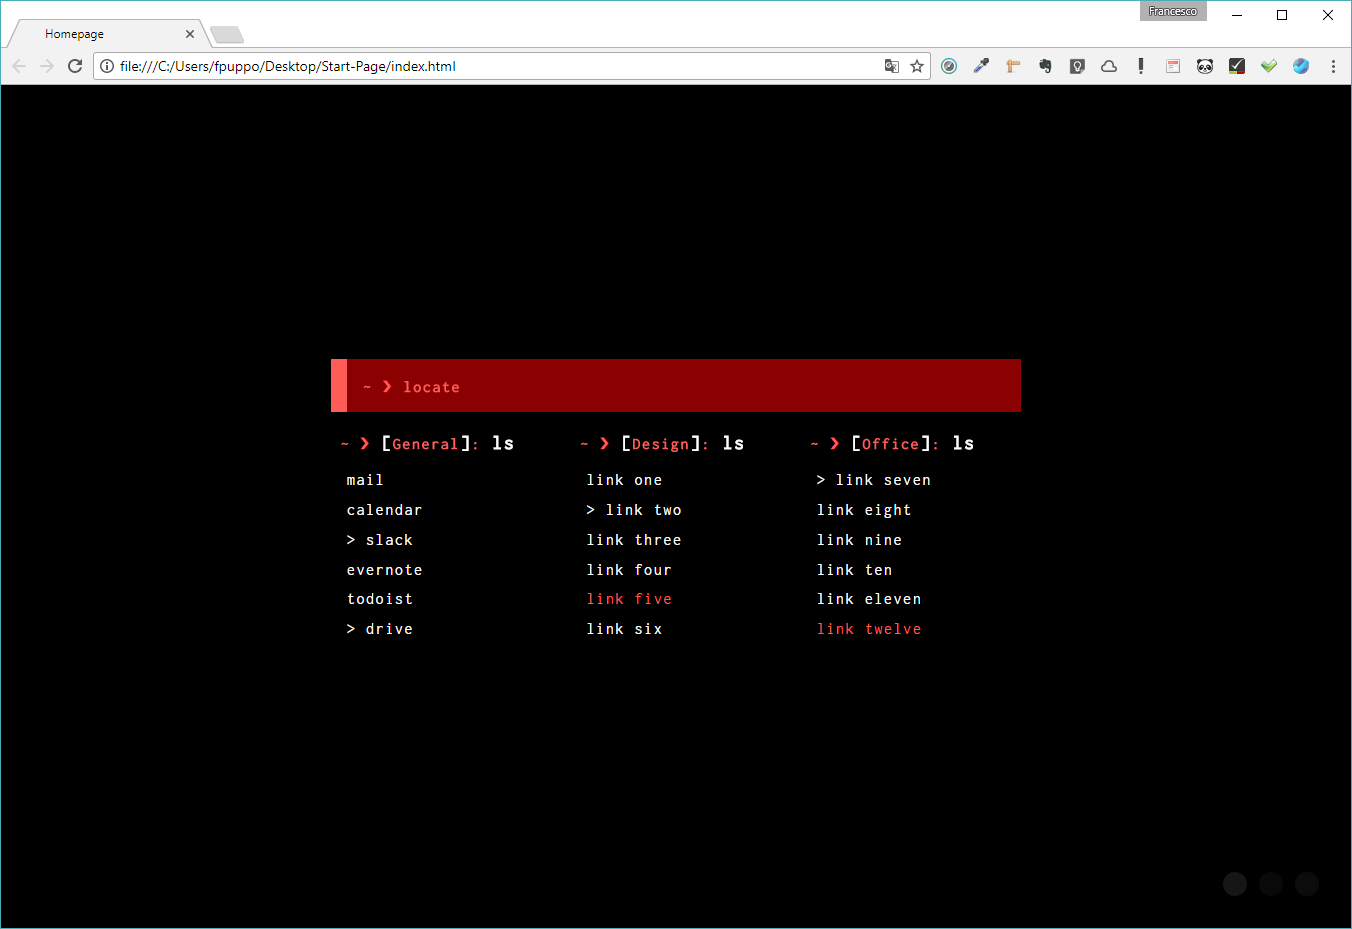 Francesco
Homepage
file:///C:/Users/fpuppo/Desktop/Start-Page/index.html
~ ❯ locate
~ ❯ [General]: ls
mail
calendar
> slack
evernote
todoist
> drive
~ ❯ [Design]: ls
link one
> link two
link three
link four
link five
link six
~ ❯ [Office]: ls
> link seven
link eight
link nine
link ten
link eleven
link twelve